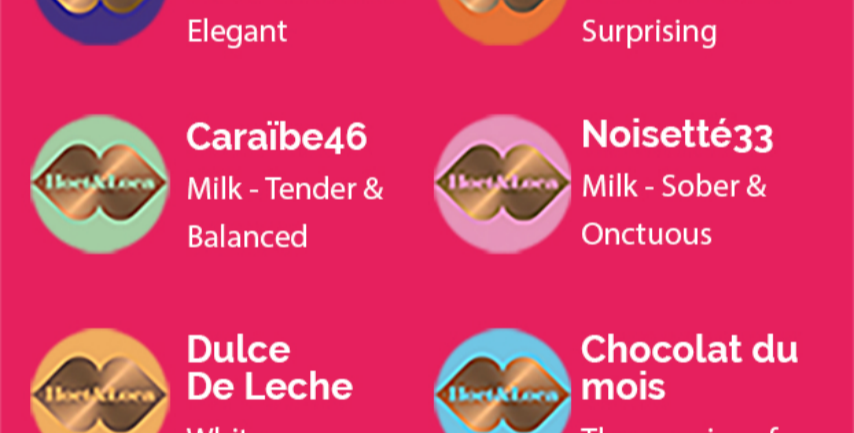 Elegant
Surprising
Caraïbe46
Milk - Tender &
Balanced
Noisetté33
Milk - Sober &
Onctuous
Dulce
De Leche
Chocolat du
mois